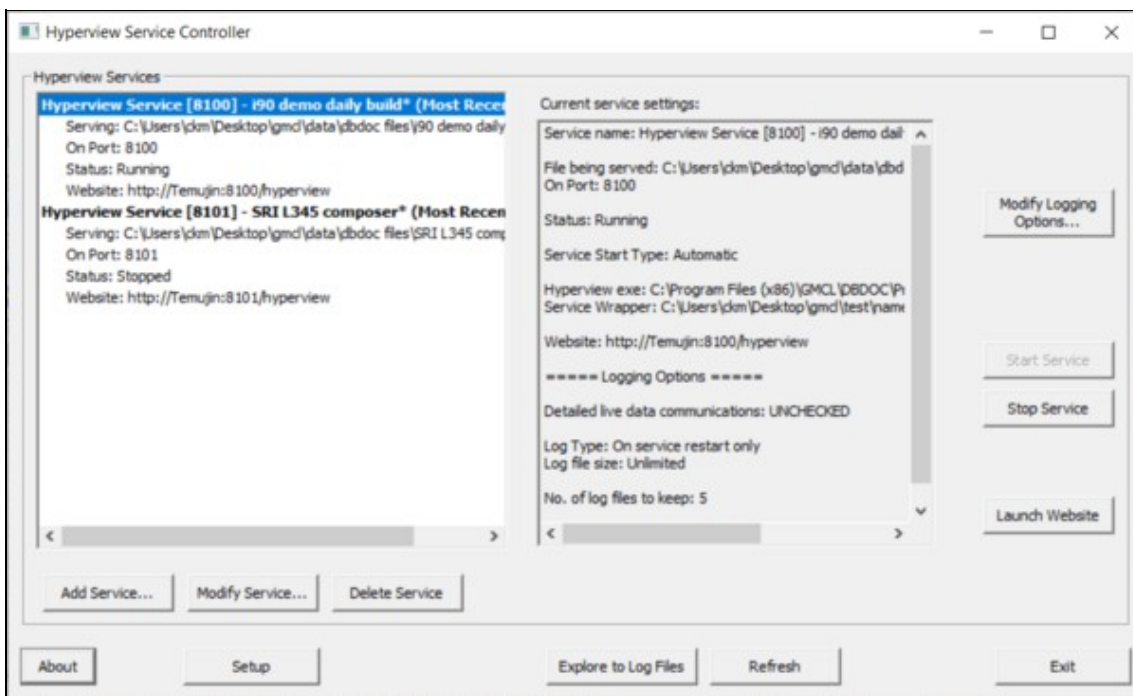 Hyperview Service Controller
Hyperview Services
Hyperview Service [8100] - i90 demo daily build* (Most Recen
Serving: C:\Users\ckm\Desktop\gmcl\data\dbdoc files\i90 demo daily
On Port: 8100
Status: Running
Website: http://Temujin:8100/hyperview
Hyperview Service [8101] - SRI L345 composer* (Most Recen
Serving: C:\Users\ckm\Desktop\gmcl\data\dbdoc files\SRI L345 comp
On Port: 8101
Status: Stopped
Website: http://Temujin:8101/hyperview
Current service settings:
Service name: Hyperview Service [8100] - i90 demo dail
File being served: C:\Users\ckm\Desktop\gmcl\data\dbd
On Port: 8100
Status: Running
Service Start Type: Automatic
Hyperview exe: C:\Program Files (x86)\GMCL\DBDOC\Pr
Service Wrapper: C:\Users\ckm\Desktop\gmcl\test\name
Website: http://Temujin:8100/hyperview
===== Logging Options =====
Detailed live data communications: UNCHECKED
Log Type: On service restart only
Log file size: Unlimited
No. of log files to keep: 5
Modify Logging
Options...
Start Service
Stop Service
Launch Website
Add Service...
Modify Service...
Delete Service
About
Setup
Explore to Log Files
Refresh
Exit